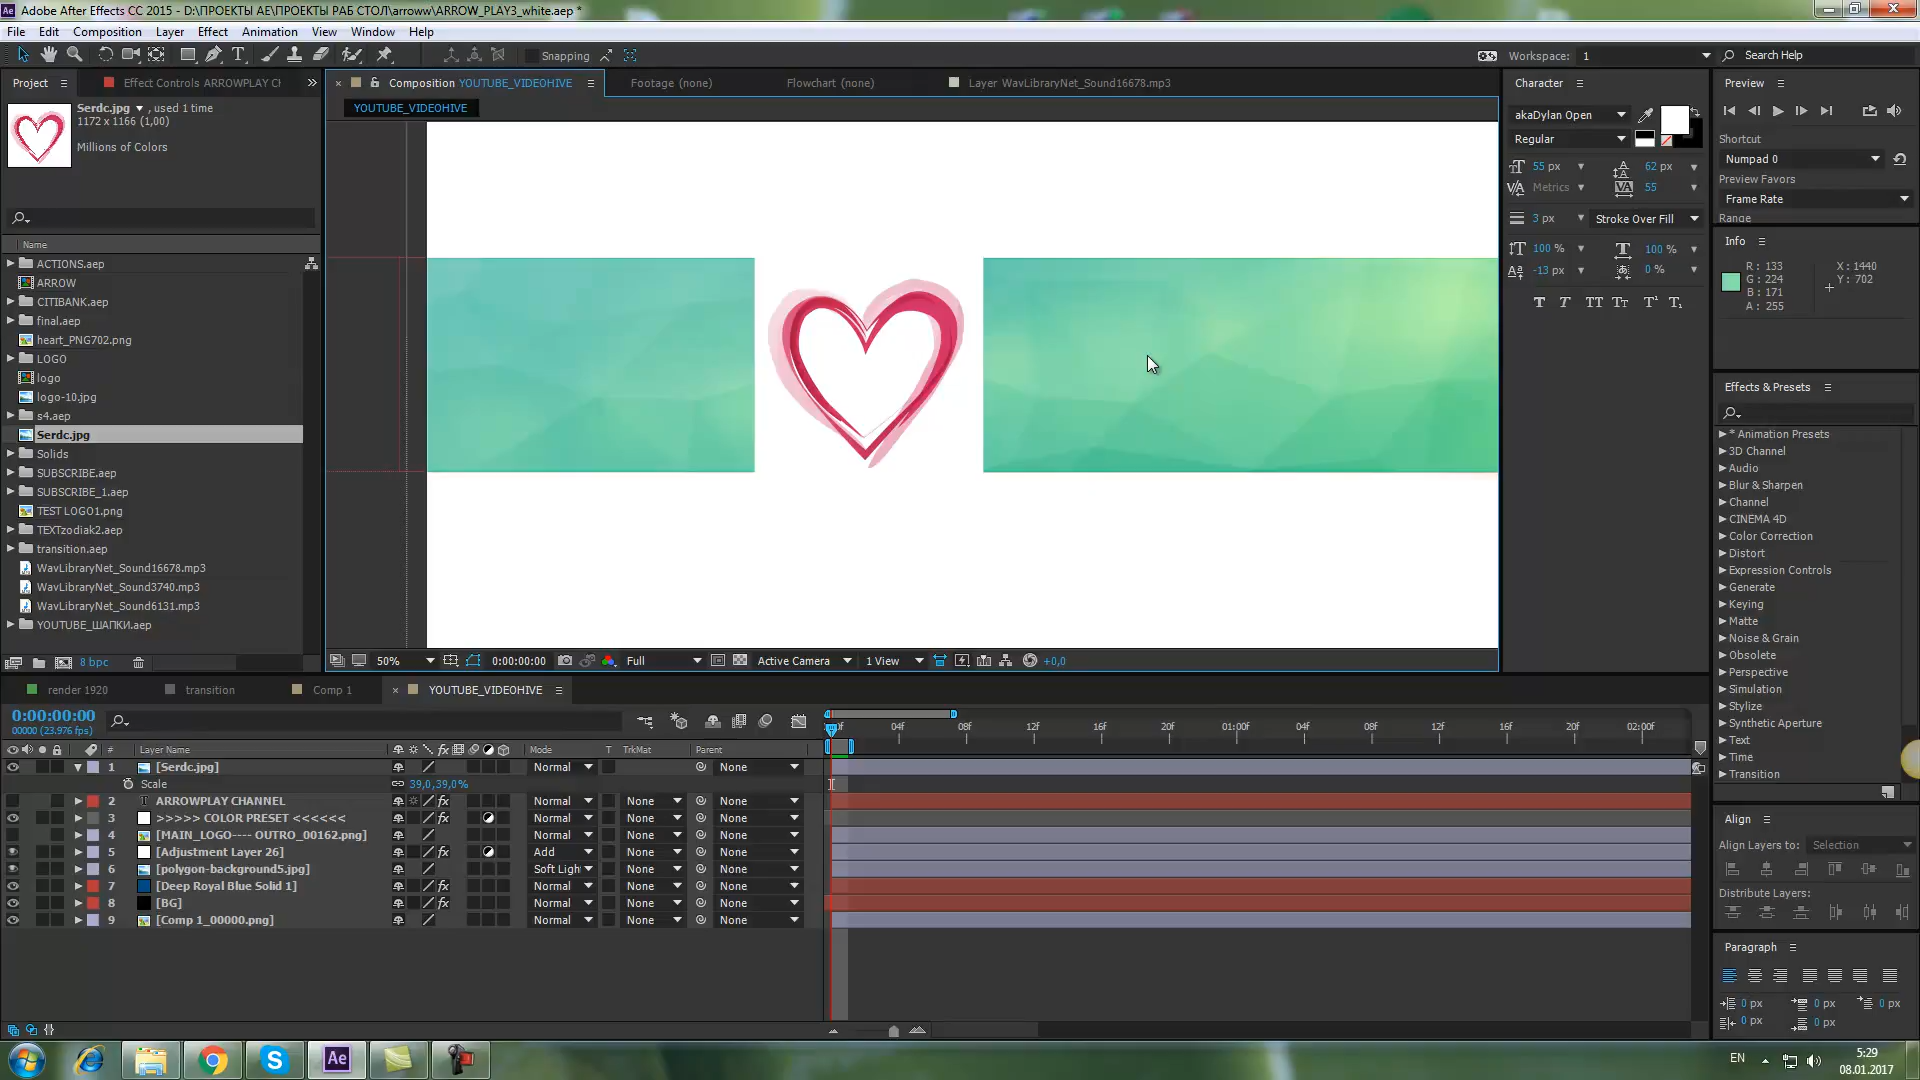 Adobe After Effects CC 2015 - D:\ПРОЕКТЫ AE\ПРОЕКТЫ РАБ СТОЛ\arroww\ARROW_PLAY3_white.aep *
File Edit Composition Layer Effect Animation View Window Help
Snapping
Workspace: 1
Search Help
Project
Effect Controls ARROWPLAY CH
Composition YOUTUBE_VIDEOHIVE
Footage (none)
Flowchart (none)
Layer WavLibraryNet_Sound16678.mp3
YOUTUBE_VIDEOHIVE
Serdc.jpg ▼ , used 1 time
1172 x 1166 (1,00)
Millions of Colors
Name
ACTIONS.aep
ARROW
CITIBANK.aep
final.aep
heart_PNG702.png
LOGO
logo
logo-10.jpg
s4.aep
Serdc.jpg
Solids
SUBSCRIBE.aep
SUBSCRIBE_1.aep
TEST LOGO1.png
TEXTzodiak2.aep
transition.aep
WavLibraryNet_Sound16678.mp3
WavLibraryNet_Sound3740.mp3
WavLibraryNet_Sound6131.mp3
YOUTUBE_ШАПКИ.aep
8 bpc
50%
0:00:00:00
Full
Active Camera
1 View
+0,0
Character
akaDylan Open
Regular
55 px
62 px
Metrics
55
3 px
Stroke Over Fill
100 %
100 %
-13 px
0 %
Preview
Shortcut
Numpad 0
Preview Favors
Frame Rate
Range
Info
R : 133
G : 224
B : 171
A : 255
X : 1440
Y : 702
Effects & Presets
* Animation Presets
3D Channel
Audio
Blur & Sharpen
Channel
CINEMA 4D
Color Correction
Distort
Expression Controls
Generate
Keying
Matte
Noise & Grain
Obsolete
Perspective
Simulation
Stylize
Synthetic Aperture
Text
Time
Transition
Align
Align Layers to: Selection
Distribute Layers:
Paragraph
0 px
0 px
0 px
0 px
0 px
render 1920
transition
Comp 1
YOUTUBE_VIDEOHIVE
0:00:00:00
00000 (23.976 fps)
04f 08f 12f 16f 20f 01:00f 04f 08f 12f 16f 20f 02:00f
# Layer Name Mode T TrkMat Parent
1 [Serdc.jpg] Normal None
Scale 39,0,39,0%
2 ARROWPLAY CHANNEL Normal None None
3 >>>>> COLOR PRESET <<<<<< Normal None None
4 [MAIN_LOGO---- OUTRO_00162.png] Normal None None
5 [Adjustment Layer 26] Add None None
6 [polygon-background5.jpg] Soft Ligh None None
7 [Deep Royal Blue Solid 1] Normal None None
8 [BG] Normal None None
9 [Comp 1_00000.png] Normal None None
EN
5:29
08.01.2017